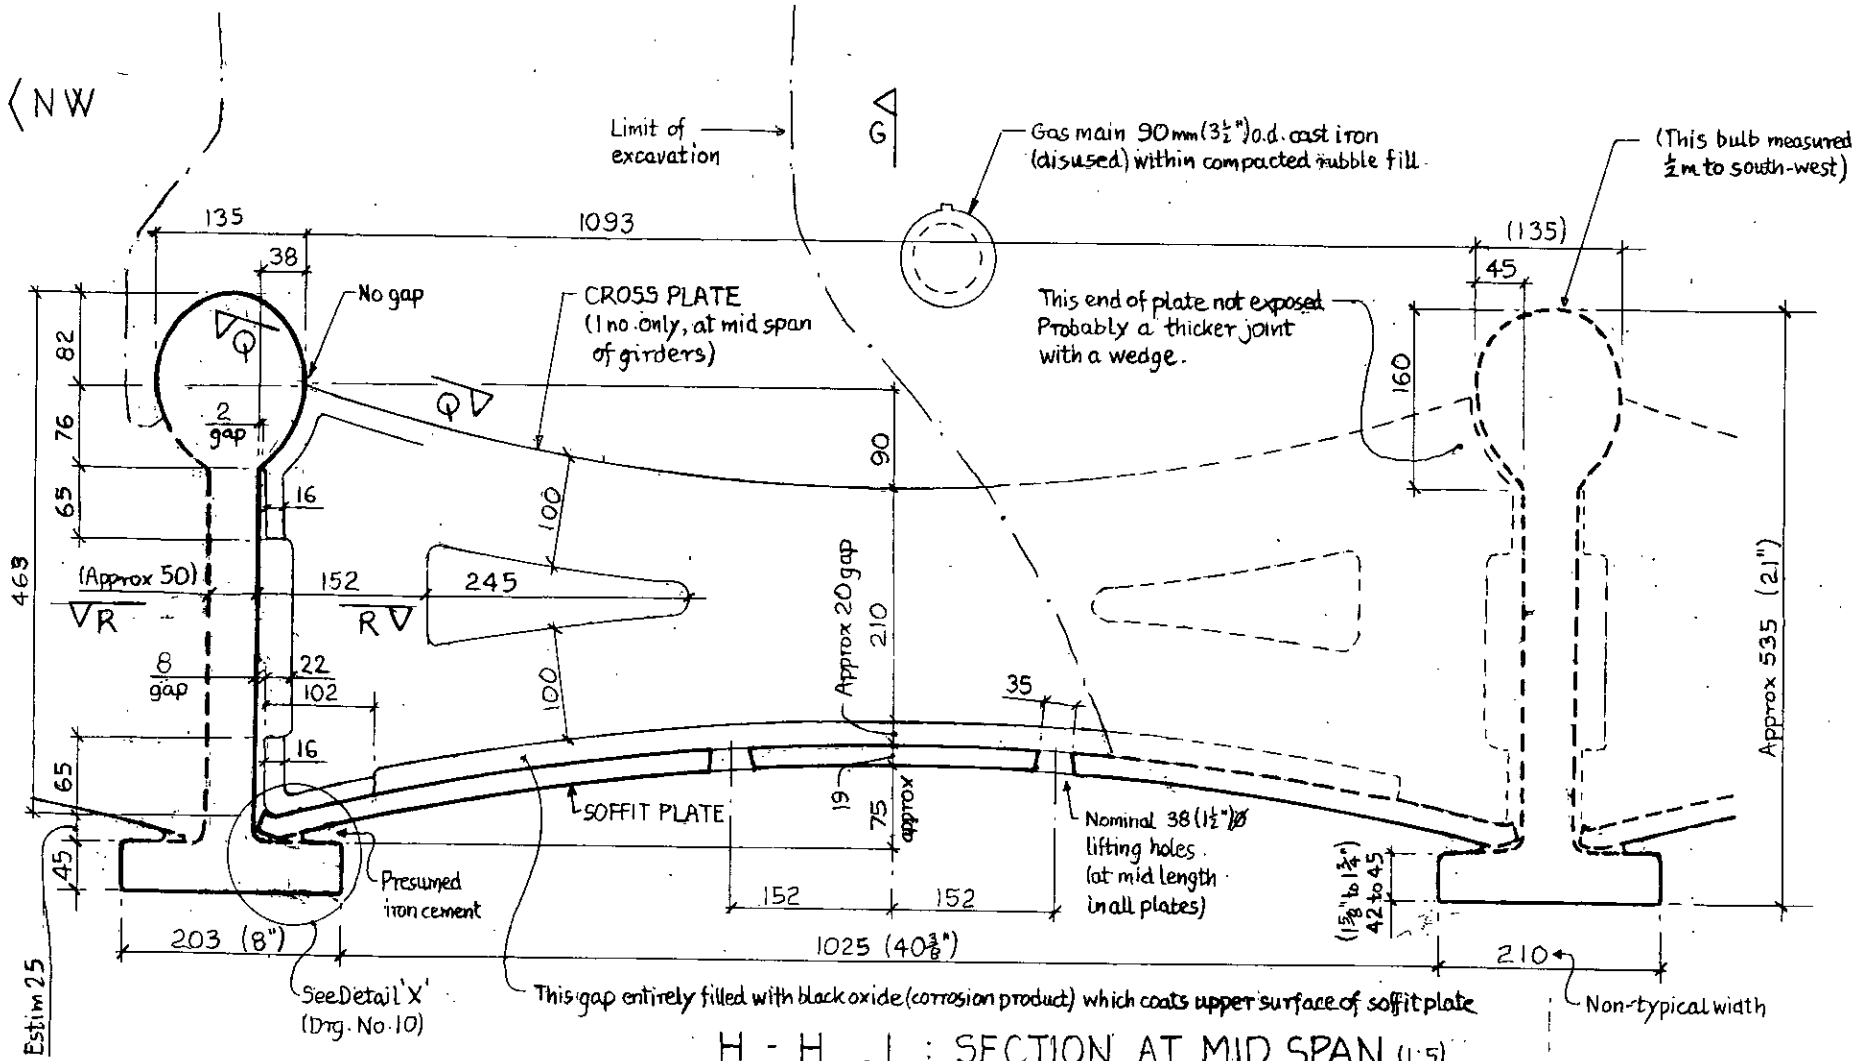 NW
Limit of
excavation
G
Gas main 90mm (3½") o.d. cast iron
(disused) within compacted rubble fill.
(This bulb measured
½m to south-west)
135
1093
(135)
38
45
No gap
CROSS PLATE
(1 no. only, at mid span
of girders)
This end of plate not exposed
Probably a thicker joint
with a wedge.
82
Q
Q
160
2
gap
76
90
65
16
100
463
(Approx 50)
152
245
R
R
Approx 20 gap
210
Approx 535 (21")
8
gap
22
102
100
35
16
65
SOFFIT PLATE
19
75
approx
Nominal 38 (1½")Ø
lifting holes
(at mid length
in all plates)
45
Presumed
iron cement
152
152
(1⅝" to 1¾")
42 to 45
203 (8")
1025 (40⅜")
210
Estim 25
See Detail 'X'
(Drg. No. 10)
This gap entirely filled with black oxide (corrosion product) which coats upper surface of soffit plate
Non-typical width
H - H : SECTION AT MID SPAN (1:5)